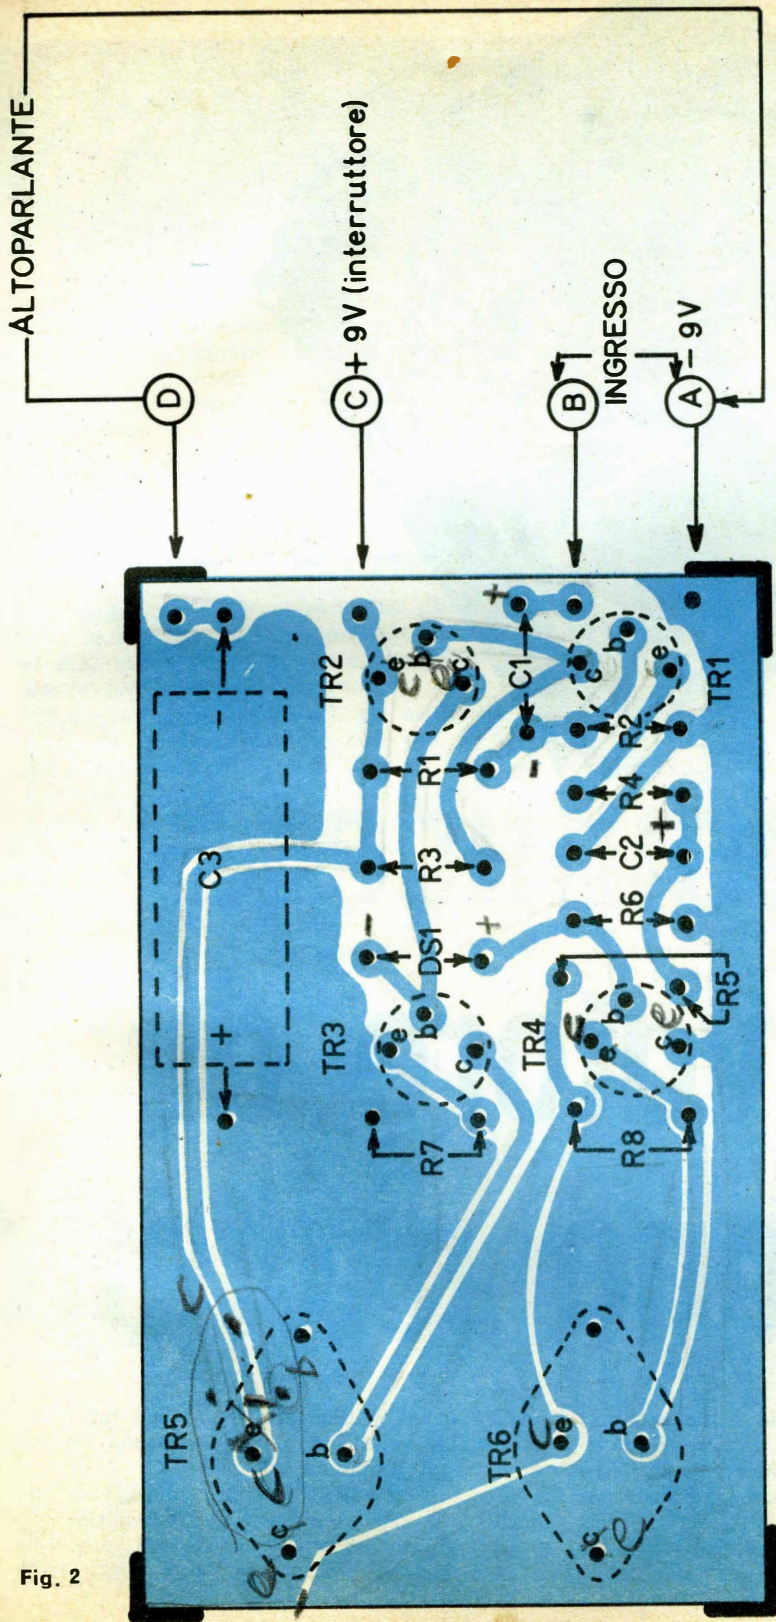 ALTOPARLANTE
D
C
+ 9V (interruttore)
B
INGRESSO
A
- 9V
C3
-
+
TR2
e
b
c
c
e
R1
R3
DS1
-
+
C1
+
-
TR1
c
b
e
R2
R4
C2
+
R6
R5
TR3
e
b
c
TR4
e
b
c
e
R7
R8
TR5
e
b
c
c
b
c
TR6
e
b
c
c
e
Fig. 2